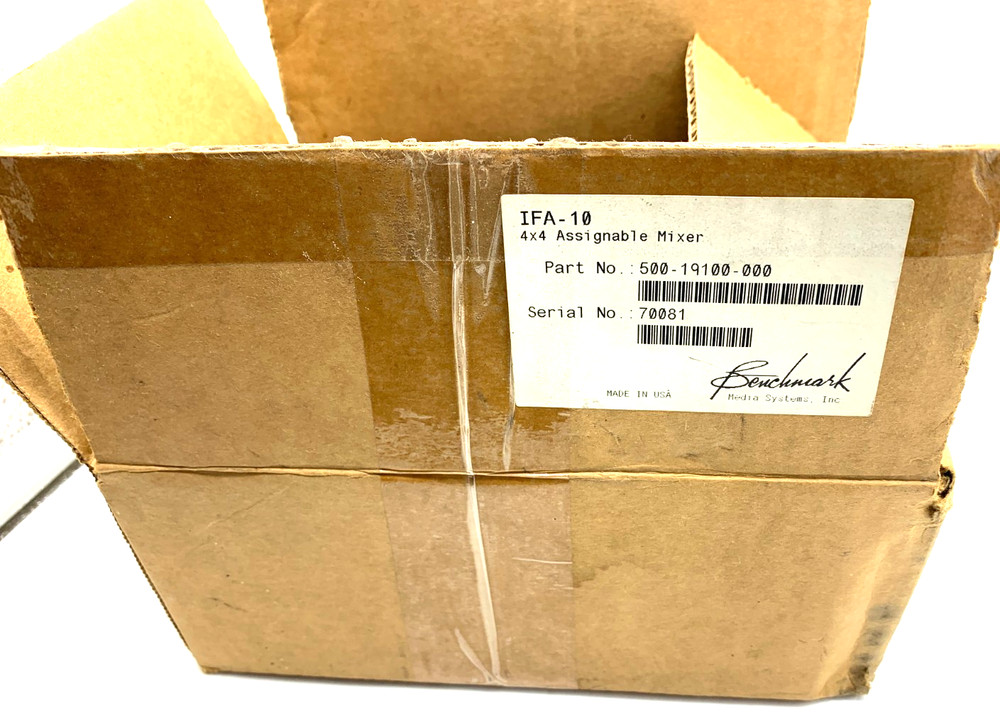 IFA-10
4x4 Assignable Mixer
Part No.:500-19100-000
Serial No.:70081
Benchmark
MADE IN USA
Media Systems, Inc